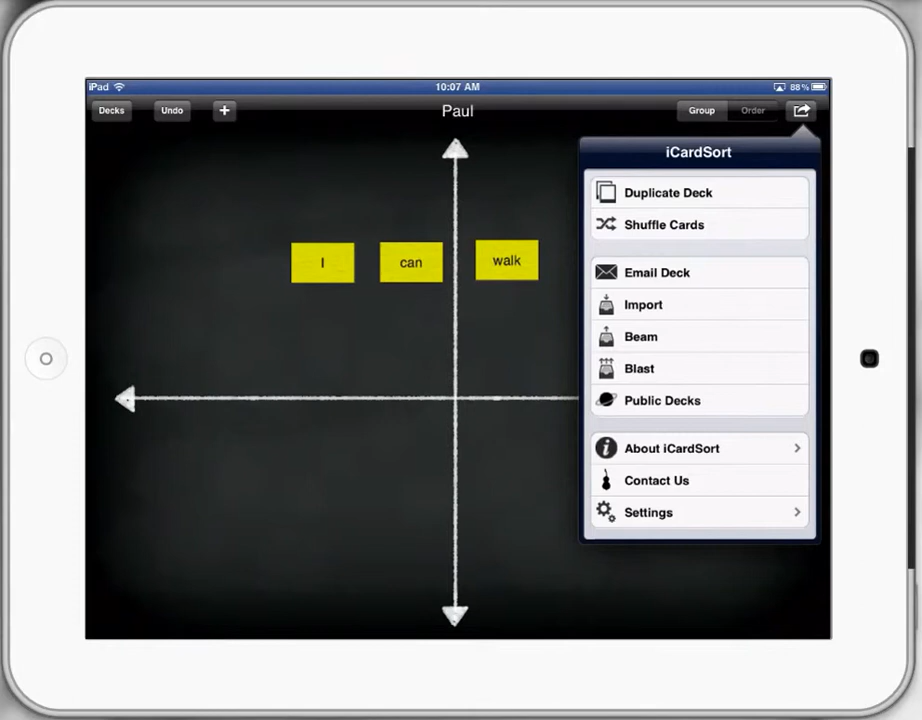 iPad 10:07 AM 88%
Decks Undo + Paul Group Order
iCardSort
Duplicate Deck
Shuffle Cards
I can walk
Email Deck
Import
Beam
Blast
Public Decks
About iCardSort
Contact Us
Settings